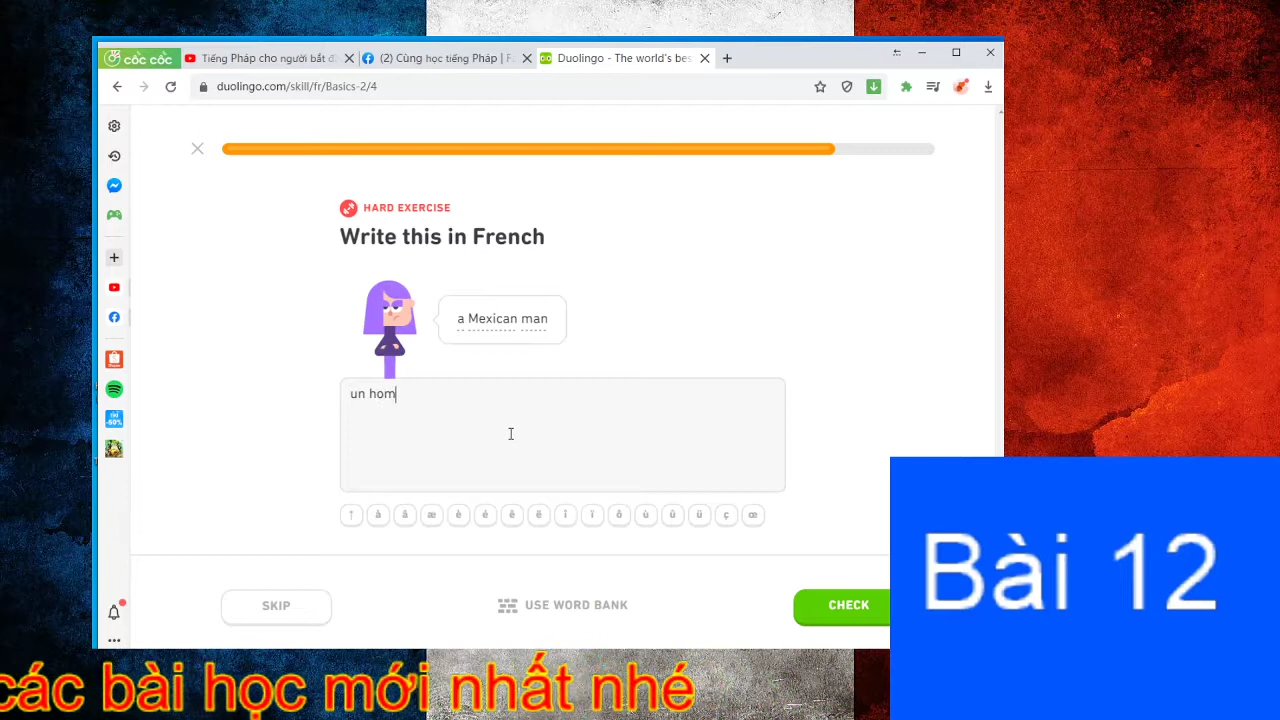 cốc cốc
Tiếng Pháp cho người bắt đ
(2) Cùng học tiếng Pháp | F
Duolingo - The world's bes
duolingo.com/skill/fr/Basics-2/4
HARD EXERCISE
Write this in French
a Mexican man
un hom
↑ à â æ è é ê ë î ï ô ù û ü ç œ
SKIP
USE WORD BANK
CHECK
Bài 12
các bài học mới nhất nhé